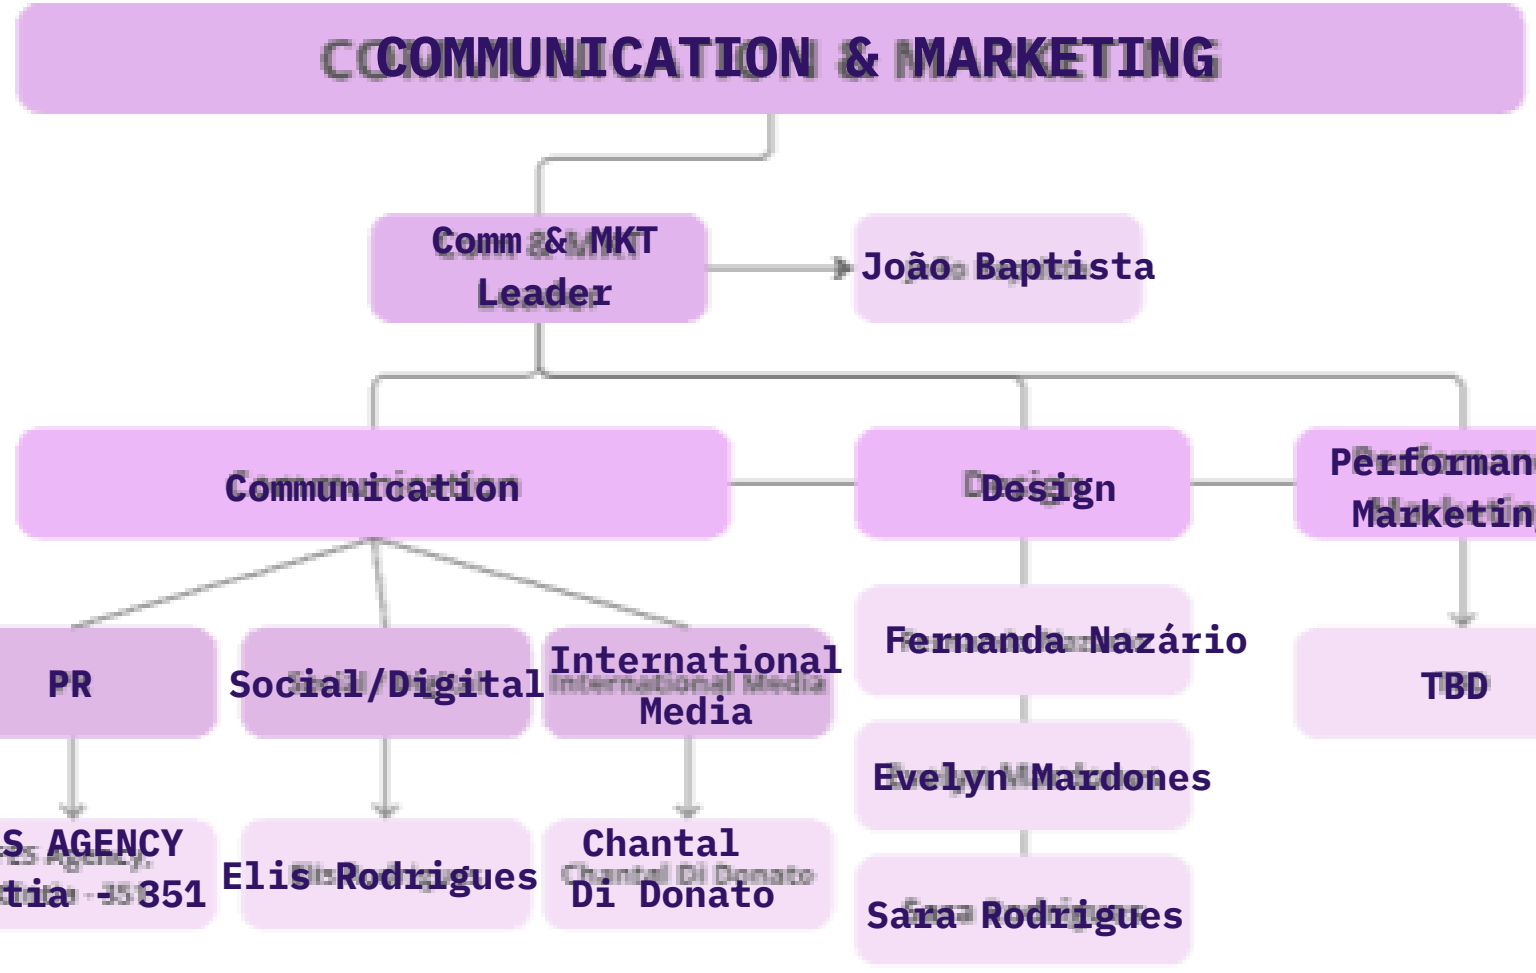 COMMUNICATION & MARKETING
Comm & MKT
Leader
João Baptista
Communication
Design
Performan
Marketing
PR
Social/Digital
International
Media
Fernanda Nazário
TBD
Evelyn Mardones
S AGENCY
tia - 351
Elis Rodrigues
Chantal
Di Donato
Sara Rodrigues